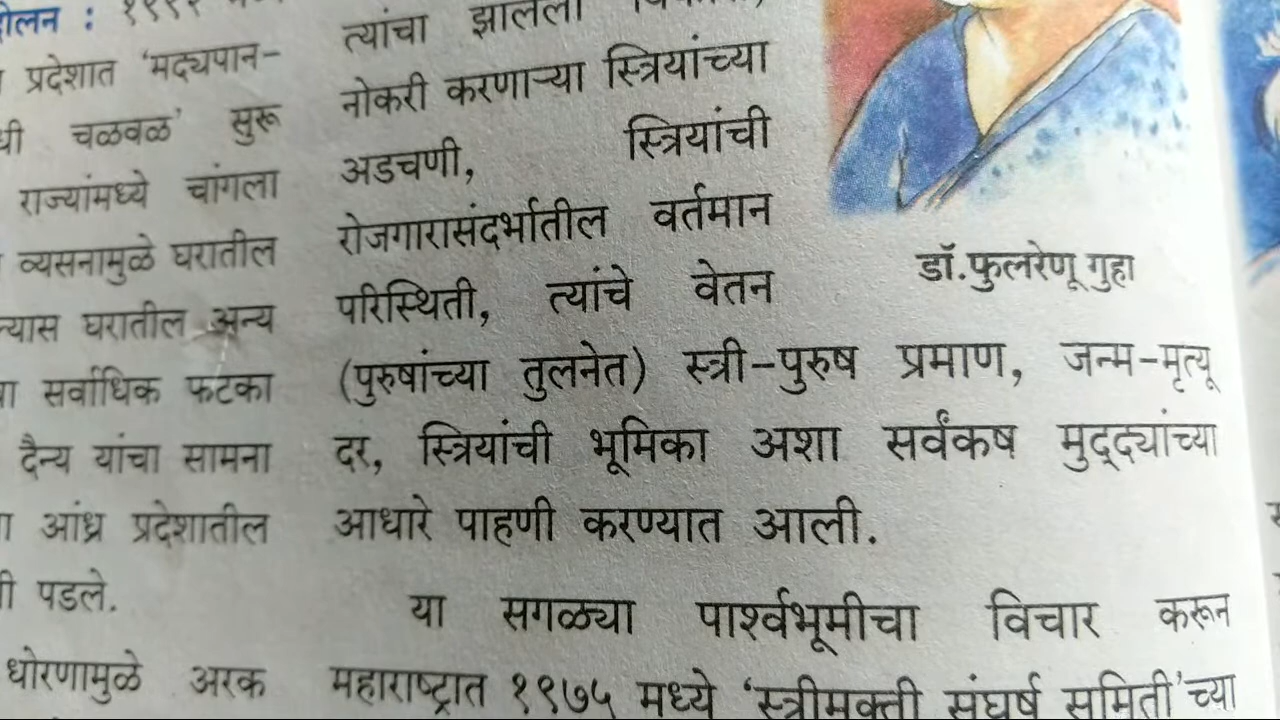 : १९९२
प्रदेशात ‘मद्यपान-
चळवळ’ सुरू
राज्यांमध्ये चांगला
व्यसनामुळे घरातील
घरातील अन्य
सर्वाधिक फटका
दैन्य यांचा सामना
आंध्र प्रदेशातील
पडले.
धोरणामुळे अरक
त्यांचा झालेला
नोकरी करणाऱ्या स्त्रियांच्या
अडचणी, स्त्रियांची
रोजगारासंदर्भातील वर्तमान
परिस्थिती, त्यांचे वेतन
(पुरुषांच्या तुलनेत) स्त्री-पुरुष प्रमाण, जन्म-मृत्यू
दर, स्त्रियांची भूमिका अशा सर्वंकष मुद्द्यांच्या
आधारे पाहणी करण्यात आली.
या सगळ्या पार्श्वभूमीचा विचार करून
महाराष्ट्रात १९७५ मध्ये ‘स्त्रीमुक्ती संघर्ष समिती’च्या
डॉ.फुलरेणू गुहा